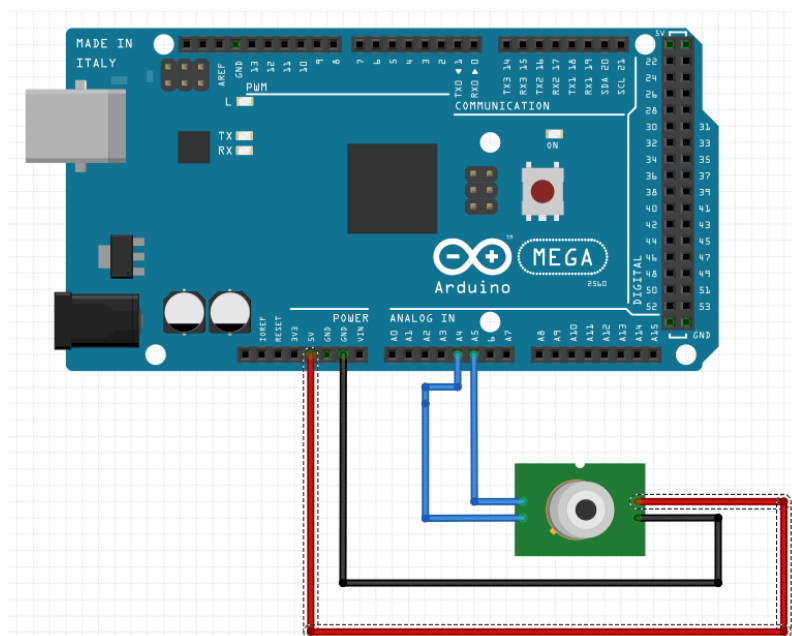 MADE IN
ITALY
5V
AREF
GND
13
12
11
10
9
8
7
6
5
4
3
2
TX0 ◄ 1
RX0 ► 0
TX3 14
RX3 15
TX2 16
RX2 17
TX1 18
RX1 19
SDA 20
SCL 21
PWM
COMMUNICATION
L
TX
RX
ON
22
24
26
28
30 31
32 33
34 35
36 37
38 39
40 41
42 43
44 45
46 47
48 49
50 51
52 53
DIGITAL
GND
™
MEGA
2560
Arduino
POWER
ANALOG IN
IOREF
RESET
3V3
5V
GND
GND
VIN
A0
A1
A2
A3
A4
A5
6
A7
A8
A9
A10
A11
A12
A13
A14
A15